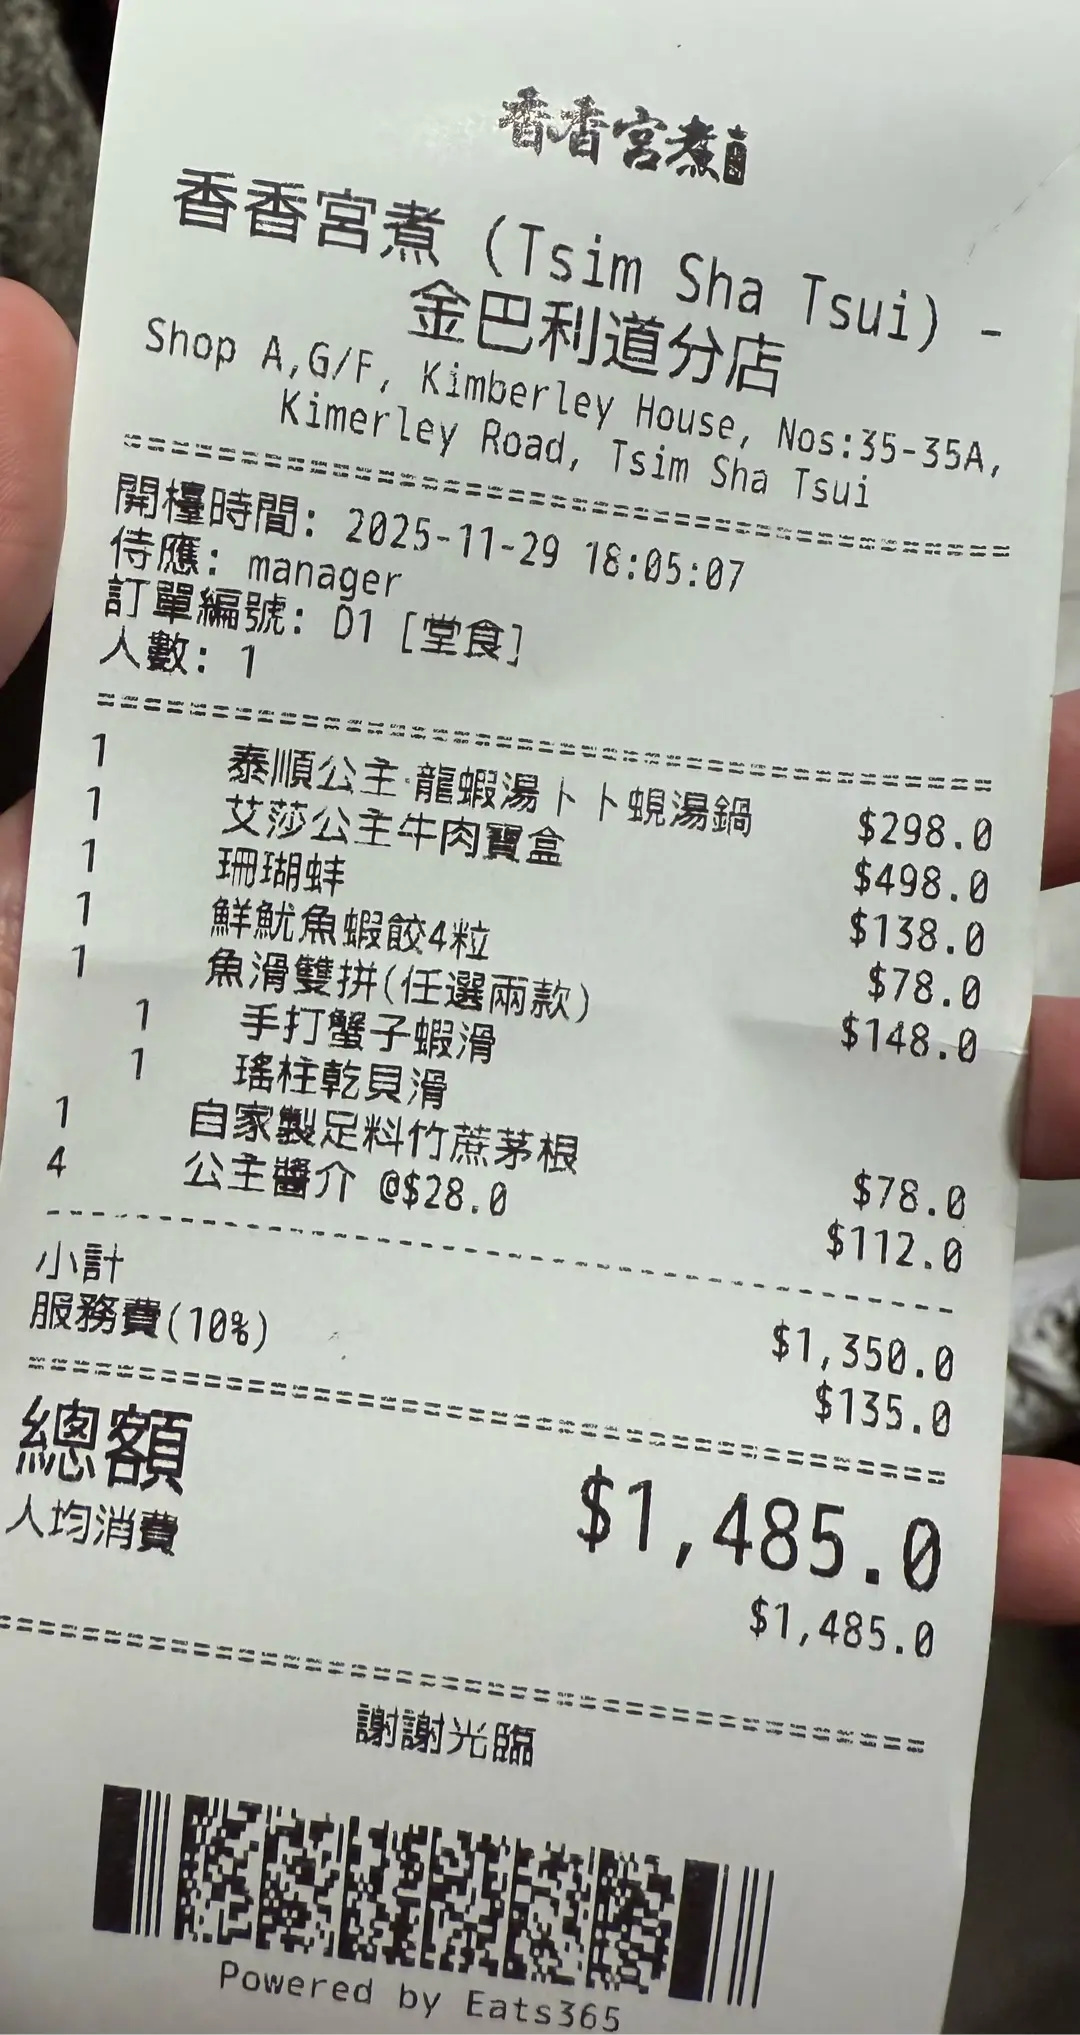 香香宮煮
香香宮煮 (Tsim Sha Tsui) -
金巴利道分店
Shop A,G/F, Kimberley House, Nos:35-35A,
Kimerley Road, Tsim Sha Tsui
開檯時間: 2025-11-29 18:05:07
侍應: manager
訂單編號: D1 [堂食]
人數: 1
1 泰順公主·龍蝦湯卜卜蜆湯鍋 $298.0
1 艾莎公主牛肉寶盒 $498.0
1 珊瑚蚌 $138.0
1 鮮魷魚蝦餃4粒 $78.0
1 魚滑雙拼(任選兩款) $148.0
1 手打蟹子蝦滑
1 瑤柱乾貝滑
1 自家製足料竹蔗茅根 $78.0
4 公主醬介 @$28.0 $112.0
小計 $1,350.0
服務費(10%) $135.0
總額 $1,485.0
人均消費 $1,485.0
謝謝光臨
Powered by Eats365